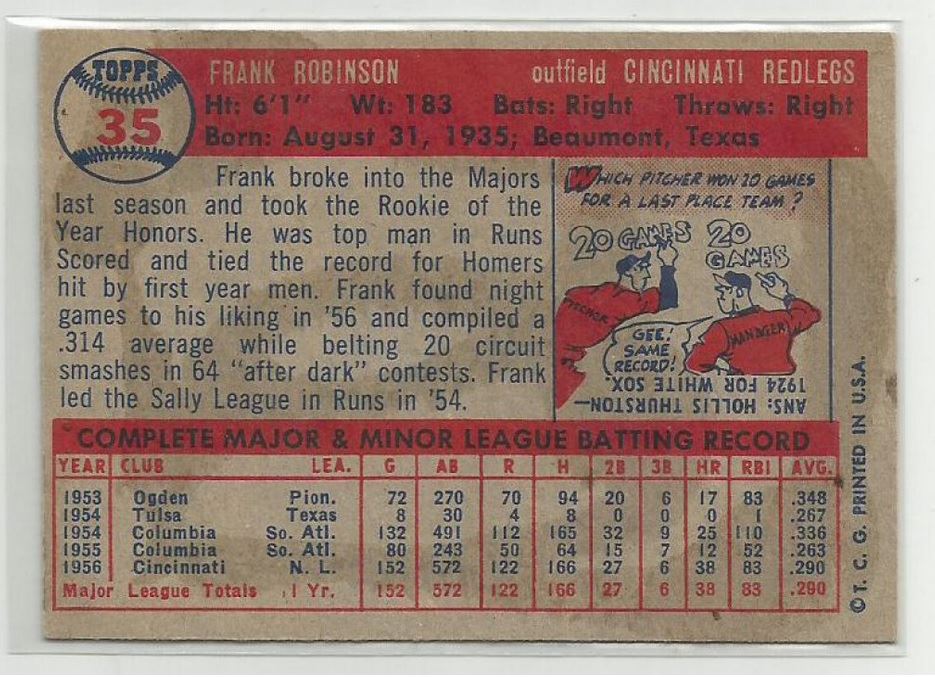 TOPPS
35
FRANK ROBINSON outfield CINCINNATI REDLEGS
Ht: 6'1" Wt: 183 Bats: Right Throws: Right
Born: August 31, 1935; Beaumont, Texas
Frank broke into the Majors
last season and took the Rookie of the
Year Honors. He was top man in Runs
Scored and tied the record for Homers
hit by first year men. Frank found night
games to his liking in '56 and compiled a
.314 average while belting 20 circuit
smashes in 64 "after dark" contests. Frank
led the Sally League in Runs in '54.
WHICH PITCHER WON 20 GAMES
FOR A LAST PLACE TEAM?
20 GAMES
20 GAMES
PITCHER
MANAGER
GEE!
SAME
RECORD!
ANS: HOLLIS THURSTON—
1924 FOR WHITE SOX.
COMPLETE MAJOR & MINOR LEAGUE BATTING RECORD
YEAR CLUB LEA. G AB R H 2B 3B HR RBI AVG.
1953 Ogden Pion. 72 270 70 94 20 6 17 83 .348
1954 Tulsa Texas 8 30 4 8 0 0 0 1 .267
1954 Columbia So. Atl. 132 491 112 165 32 9 25 110 .336
1955 Columbia So. Atl. 80 243 50 64 15 7 12 52 .263
1956 Cincinnati N. L. 152 572 122 166 27 6 38 83 .290
Major League Totals 1 Yr. 152 572 122 166 27 6 38 83 .290
© T. C. G. PRINTED IN U.S.A.